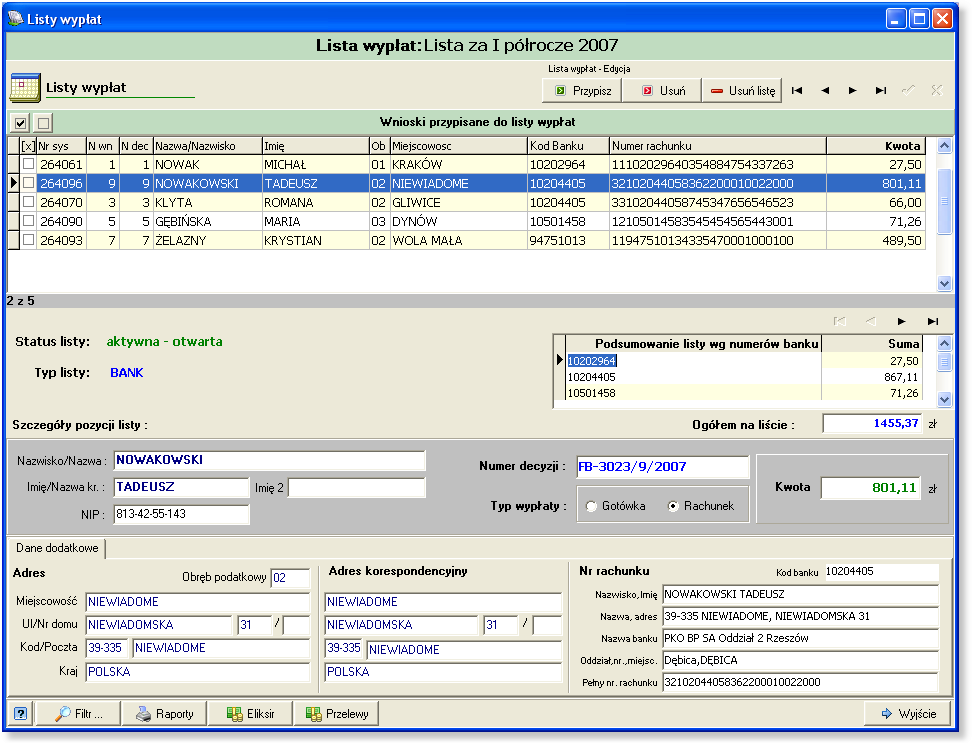 Listy wypłat
Lista wypłat:Lista za I półrocze 2007
Listy wypłat
Lista wypłat - Edycja
Przypisz Usuń Usuń listę
Wnioski przypisane do listy wypłat
[x] Nr sys N wn N dec Nazwa/Nazwisko Imię Ob Miejscowosc Kod Banku Numer rachunku Kwota
264061 1 1 NOWAK MICHAŁ 01 KRAKÓW 10202964 11102029640354884754337263 27,50
264096 9 9 NOWAKOWSKI TADEUSZ 02 NIEWIADOME 10204405 32102044058362200010022000 801,11
264070 3 3 KLYTA ROMANA 02 GLIWICE 10204405 33102044058745347656546523 66,00
264090 5 5 GĘBIŃSKA MARIA 03 DYNÓW 10501458 12105014583545454565443001 71,26
264093 7 7 ŻELAZNY KRYSTIAN 02 WOLA MAŁA 94751013 11947510134335470001000100 489,50
2 z 5
Status listy: aktywna - otwarta
Typ listy: BANK
Podsumowanie listy wg numerów banku Suma
10202964 27,50
10204405 867,11
10501458 71,26
Szczegóły pozycji listy :
Ogółem na liście : 1455,37 zł
Nazwisko/Nazwa : NOWAKOWSKI
Imię/Nazwa kr. : TADEUSZ Imię 2
NIP : 813-42-55-143
Numer decyzji : FB-3023/9/2007
Typ wypłaty : Gotówka Rachunek
Kwota 801,11 zł
Dane dodatkowe
Adres
Obręb podatkowy 02
Miejscowość NIEWIADOME
Ul/Nr domu NIEWIADOMSKA 31 /
Kod/Poczta 39-335 NIEWIADOME
Kraj POLSKA
Adres korespondencyjny
NIEWIADOME
NIEWIADOMSKA 31 /
39-335 NIEWIADOME
POLSKA
Nr rachunku
Kod banku 10204405
Nazwisko,Imię NOWAKOWSKI TADEUSZ
Nazwa, adres 39-335 NIEWIADOME, NIEWIADOMSKA 31
Nazwa banku PKO BP SA Oddział 2 Rzeszów
Oddział,nr.,miejsc. Dębica,DĘBICA
Pełny nr. rachunku 32102044058362200010022000
? Filtr ... Raporty Eliksir Przelewy Wyjście